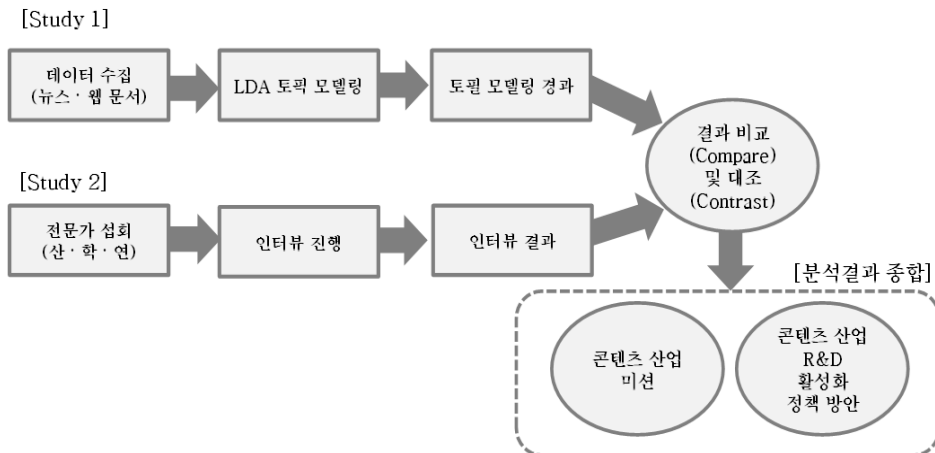 [Study 1]
데이터 수집
(뉴스 · 웹 문서)
LDA 토픽 모델링
토필 모델링 경과
결과 비교
(Compare)
및 대조
(Contrast)
[Study 2]
전문가 섭회
(산 · 학 · 연)
인터뷰 진행
인터뷰 결과
[분석결과 종합]
콘텐츠 산업
미션
콘텐츠 산업
R&D
활성화
정책 방안